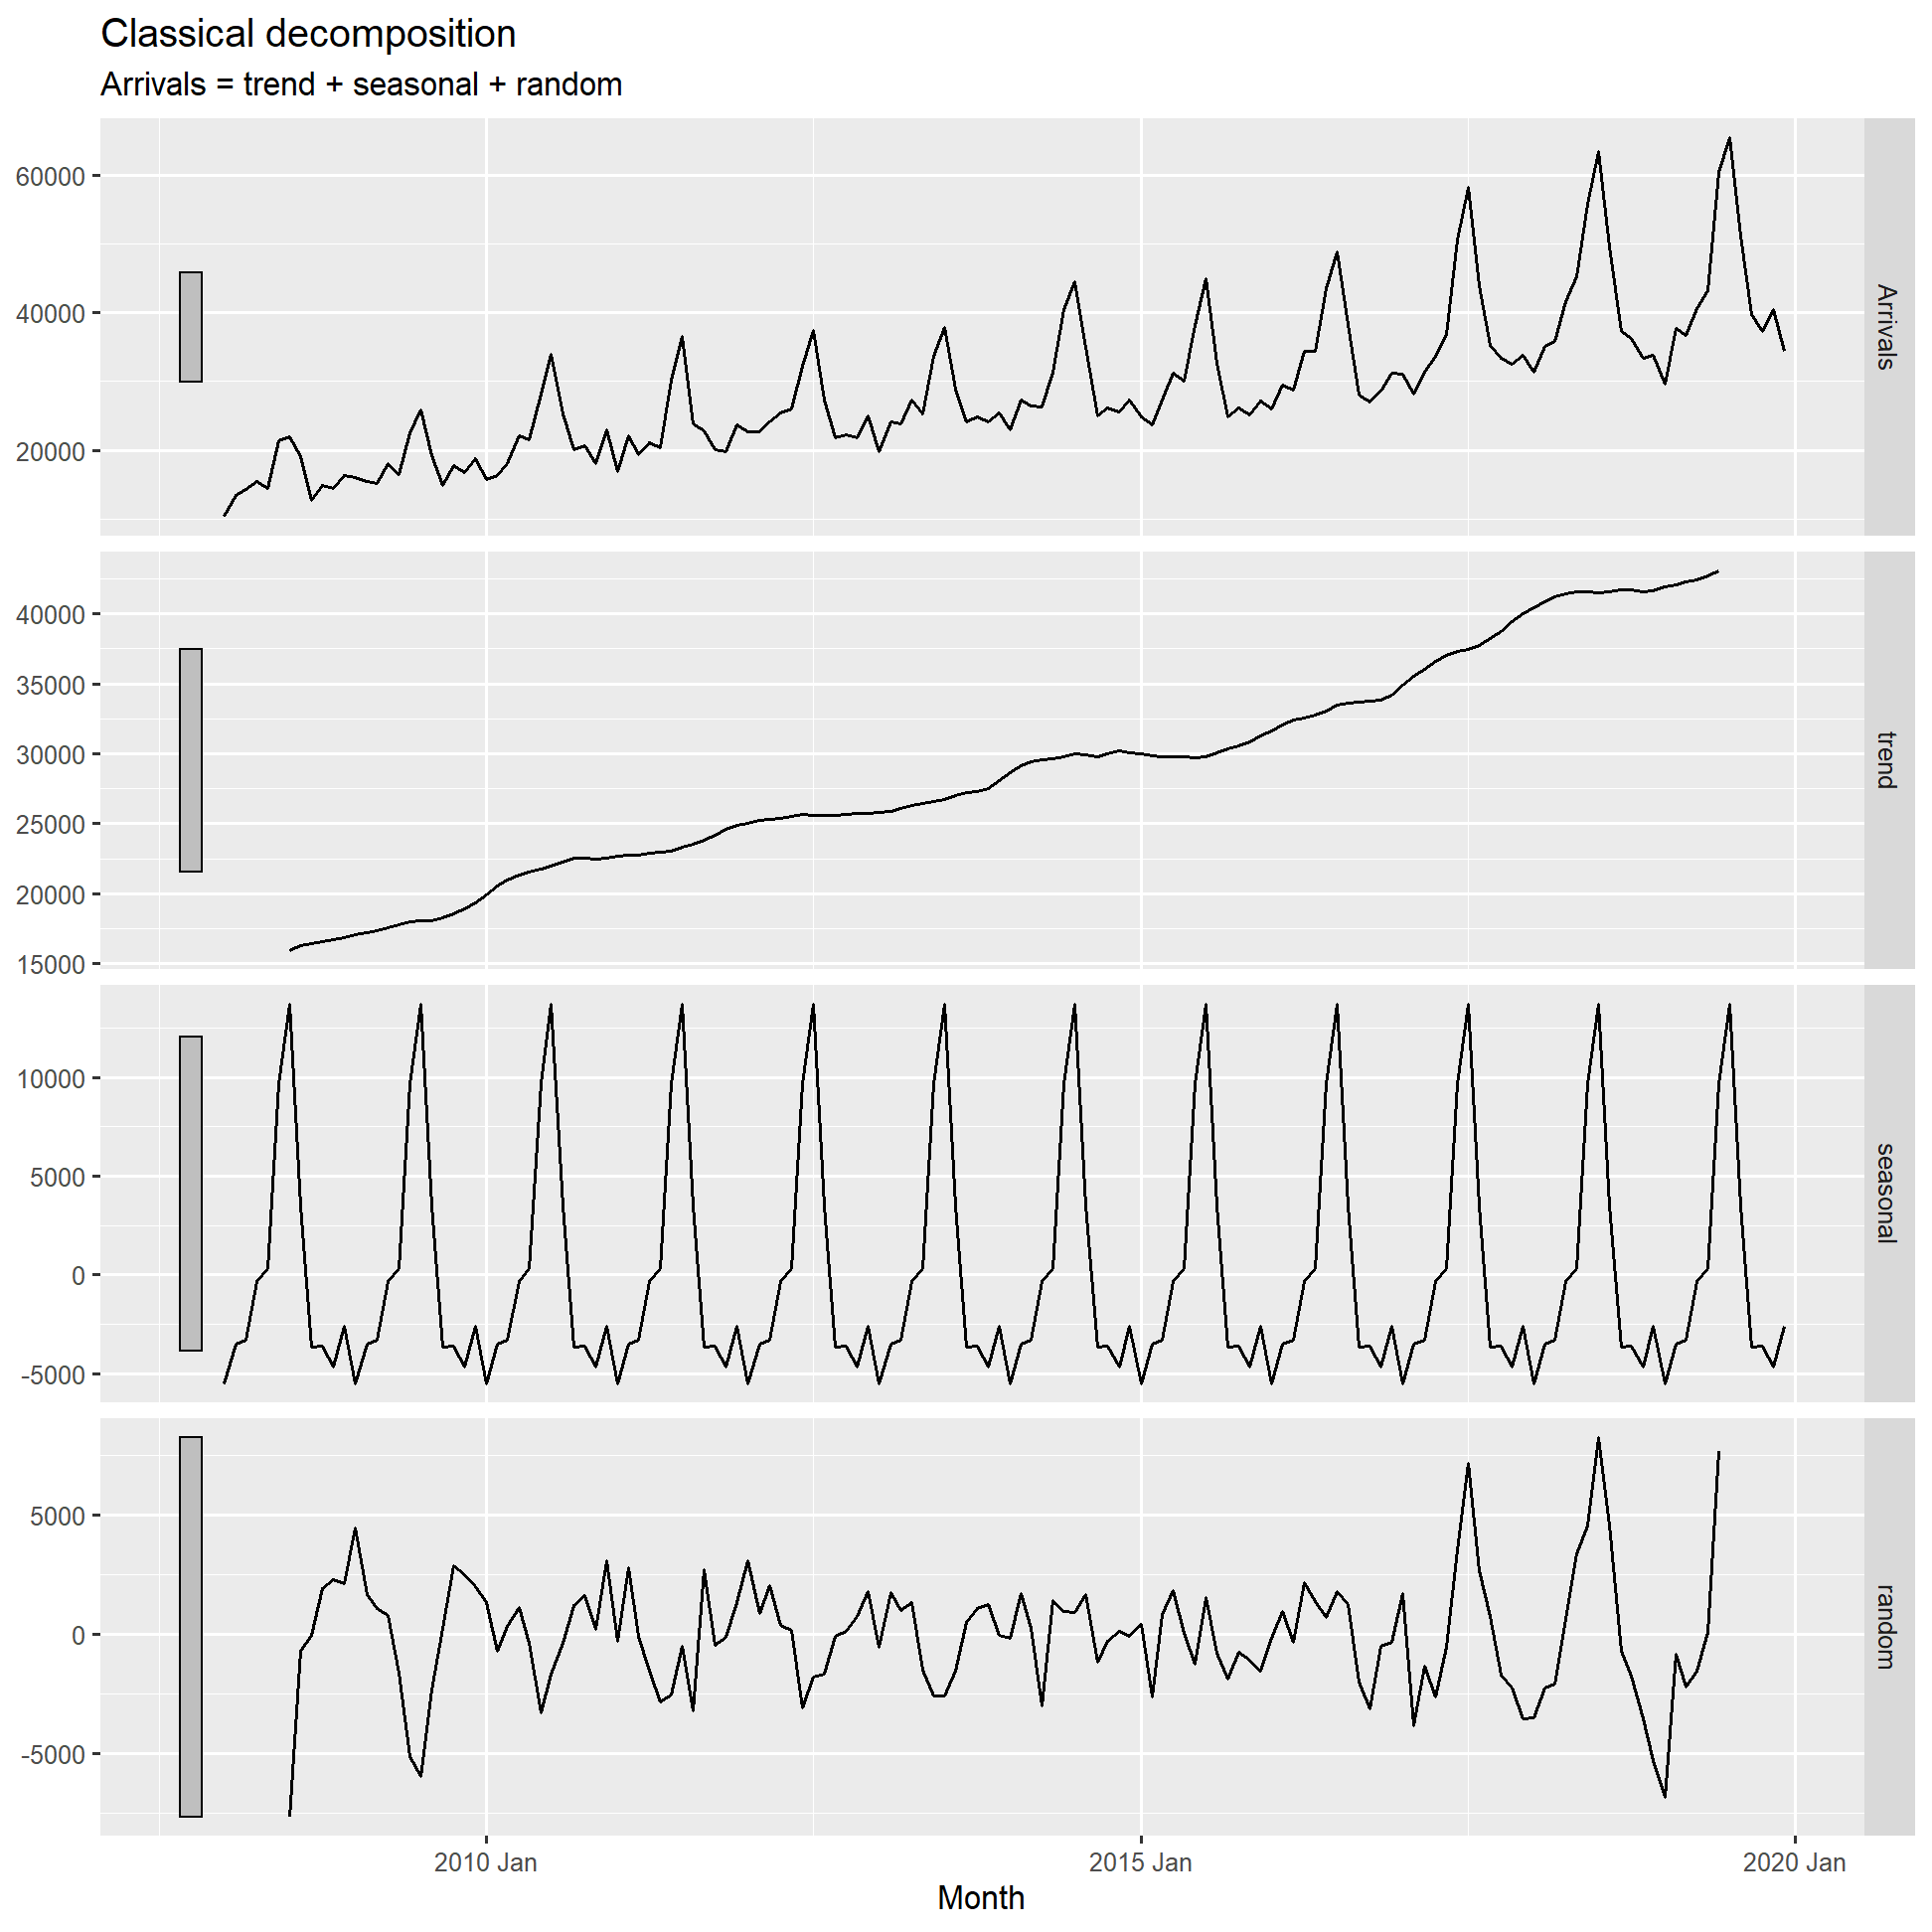 Classical decomposition
Arrivals = trend + seasonal + random
60000
40000
20000
Arrivals
40000
35000
30000
25000
20000
15000
trend
10000
5000
0
-5000
seasonal
5000
0
-5000
random
2010 Jan
2015 Jan
2020 Jan
Month